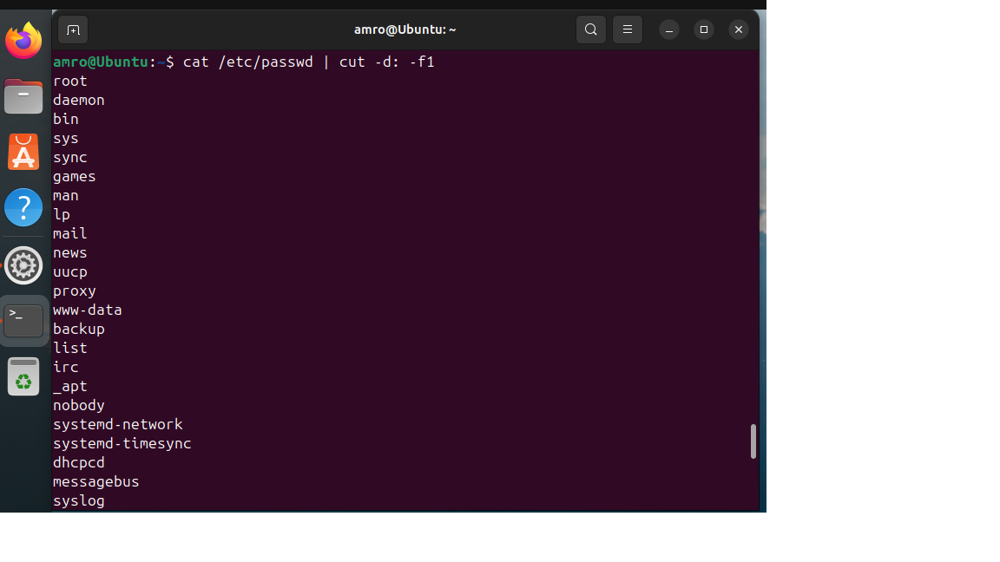 amro@Ubuntu: ~
amro@Ubuntu:~$ cat /etc/passwd | cut -d: -f1
root
daemon
bin
sys
sync
games
man
lp
mail
news
uucp
proxy
www-data
backup
list
irc
_apt
nobody
systemd-network
systemd-timesync
dhcpcd
messagebus
syslog